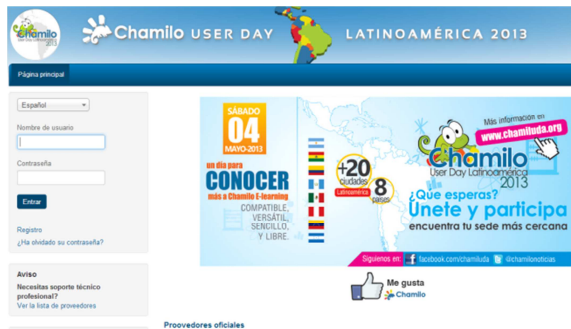 Chamilo
User Day Latinoamérica
2013
Chamilo USER DAY LATINOAMÉRICA 2013
Página principal
Español
Nombre de usuario
Contraseña
Entrar
Registro
¿Ha olvidado su contraseña?
Aviso
Necesitas soporte técnico
profesional?
Ver la lista de proveedores
SÁBADO
04
MAYO-2013
un día para
CONOCER
más a Chamilo E-learning
COMPATIBLE,
VERSÁTIL,
SENCILLO,
Y LIBRE.
+20
ciudades
Latinoamérica
8
países
Más información en:
www.chamiluda.org
Chamilo
User Day Latinoamérica
2013
¿Que esperas?
Únete y participa
encuentra tu sede más cercana
Siguienos en: f facebook.com/chamiluda @chamilonoticias
Me gusta
Chamilo
Proovedores oficiales